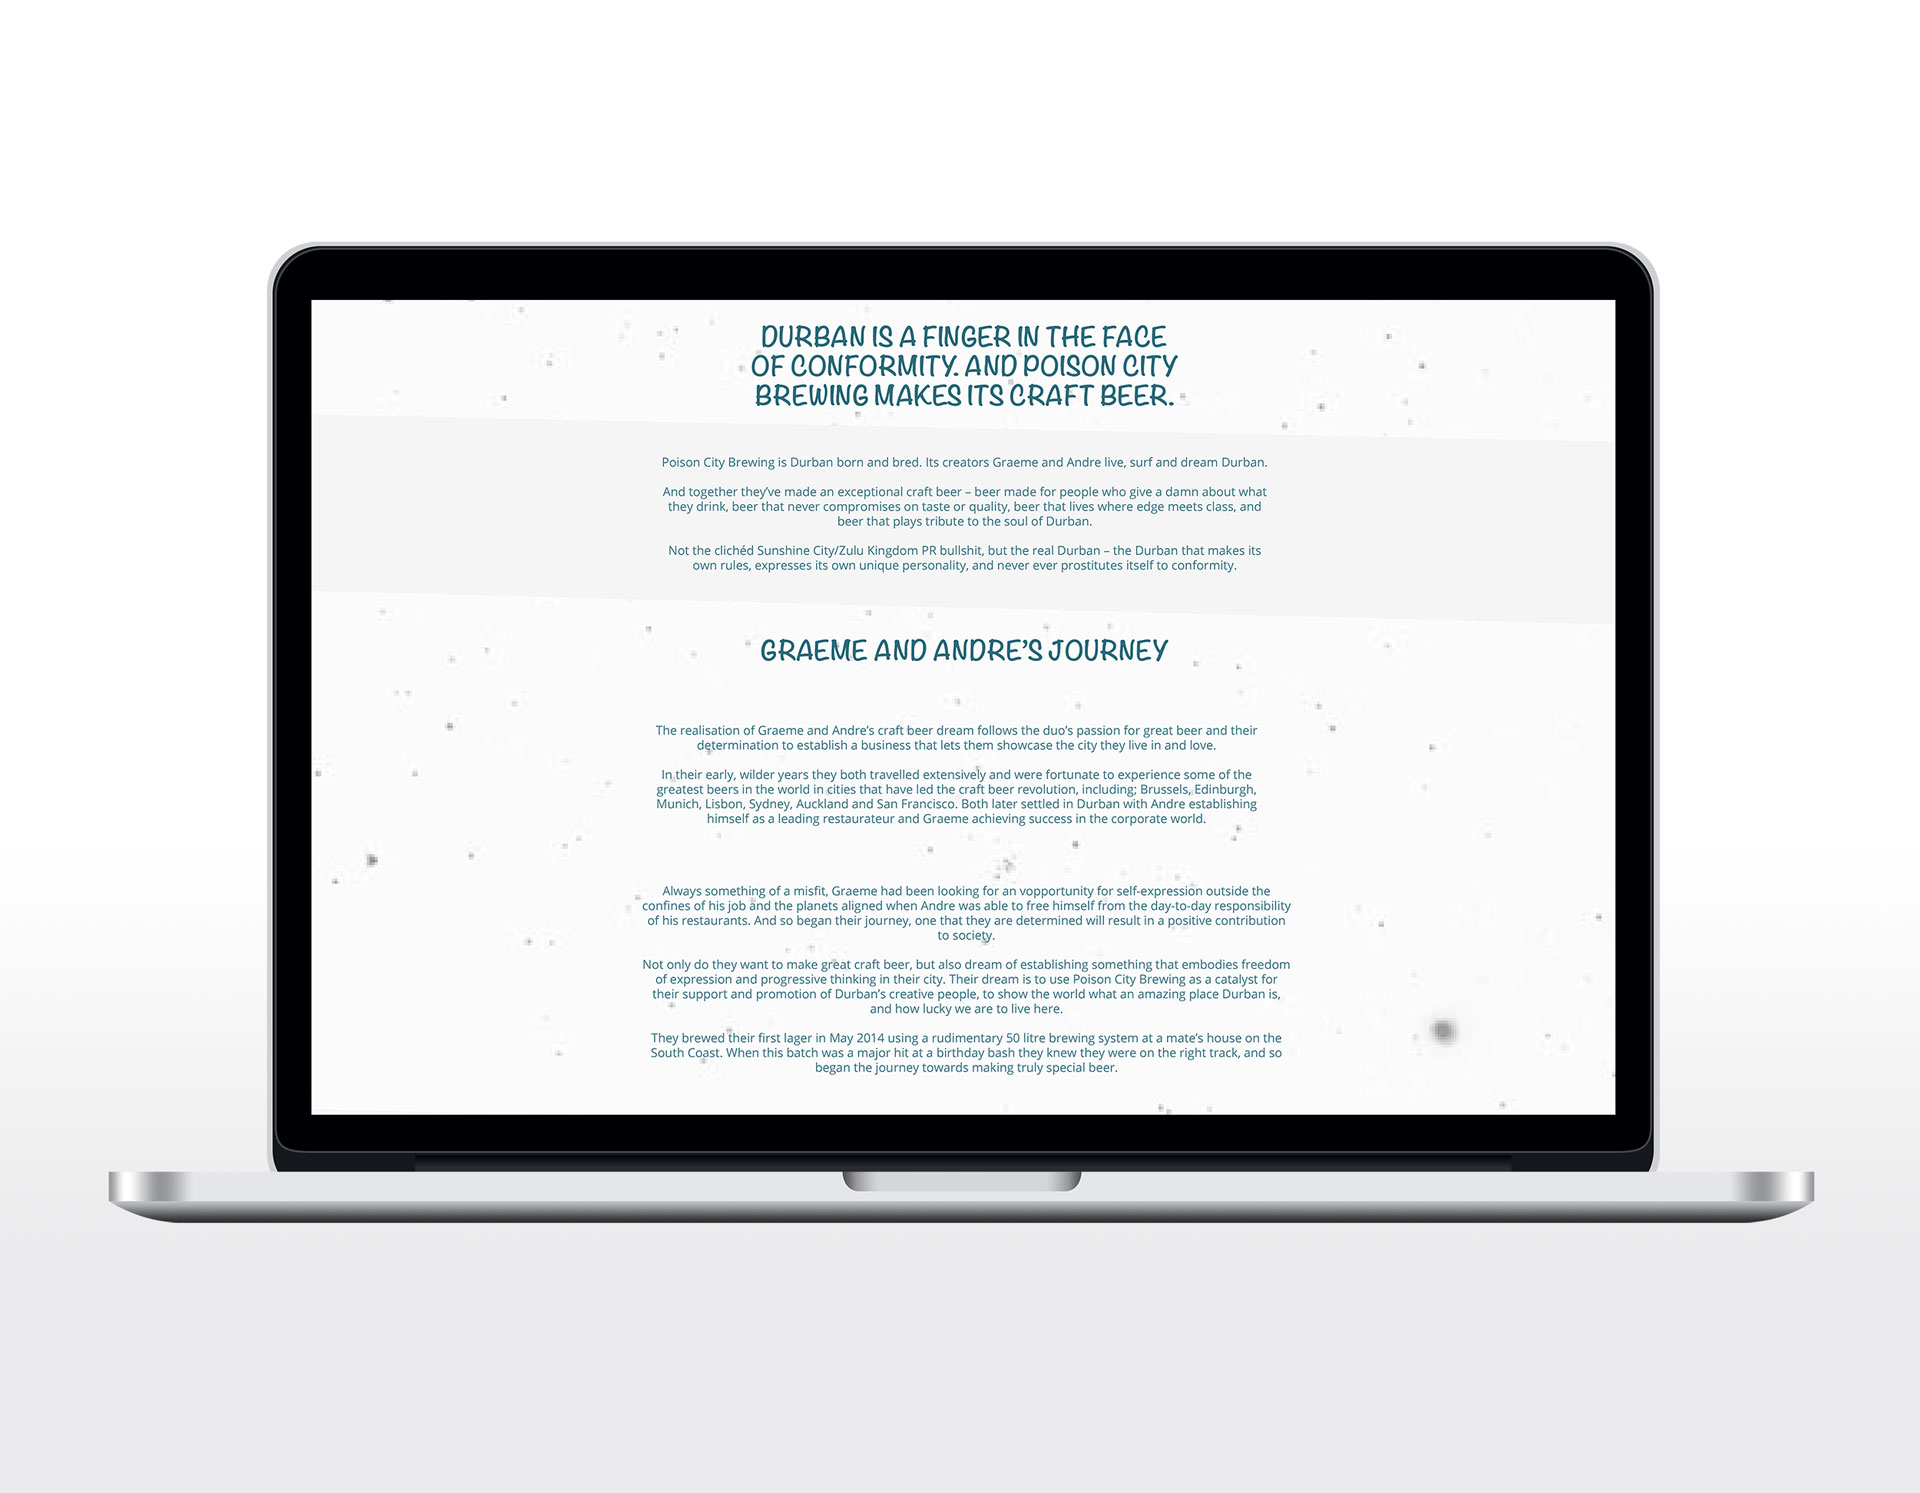 DURBAN IS A FINGER IN THE FACE
OF CONFORMITY. AND POISON CITY
BREWING MAKES ITS CRAFT BEER.
Poison City Brewing is Durban born and bred. Its creators Graeme and Andre live, surf and dream Durban.
And together they've made an exceptional craft beer – beer made for people who give a damn about what
they drink, beer that never compromises on taste or quality, beer that lives where edge meets class, and
beer that plays tribute to the soul of Durban.
Not the clichéd Sunshine City/Zulu Kingdom PR bullshit, but the real Durban – the Durban that makes its
own rules, expresses its own unique personality, and never ever prostitutes itself to conformity.
GRAEME AND ANDRE'S JOURNEY
The realisation of Graeme and Andre's craft beer dream follows the duo's passion for great beer and their
determination to establish a business that lets them showcase the city they live in and love.
In their early, wilder years they both travelled extensively and were fortunate to experience some of the
greatest beers in the world in cities that have led the craft beer revolution, including; Brussels, Edinburgh,
Munich, Lisbon, Sydney, Auckland and San Francisco. Both later settled in Durban with Andre establishing
himself as a leading restaurateur and Graeme achieving success in the corporate world.
Always something of a misfit, Graeme had been looking for an vopportunity for self-expression outside the
confines of his job and the planets aligned when Andre was able to free himself from the day-to-day responsibility
of his restaurants. And so began their journey, one that they are determined will result in a positive contribution
to society.
Not only do they want to make great craft beer, but also dream of establishing something that embodies freedom
of expression and progressive thinking in their city. Their dream is to use Poison City Brewing as a catalyst for
their support and promotion of Durban's creative people, to show the world what an amazing place Durban is,
and how lucky we are to live here.
They brewed their first lager in May 2014 using a rudimentary 50 litre brewing system at a mate's house on the
South Coast. When this batch was a major hit at a birthday bash they knew they were on the right track, and so
began the journey towards making truly special beer.